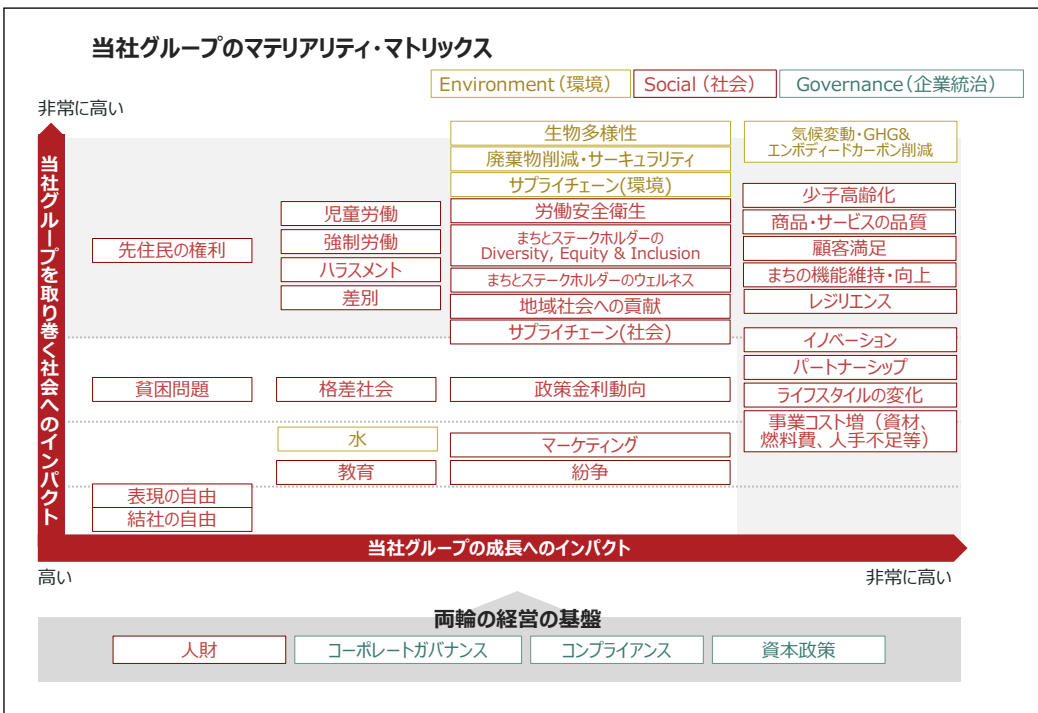 当社グループのマテリアリティ・マトリックス
Environment（環境）
Social（社会）
Governance（企業統治）
非常に高い
当社グループを取り巻く社会へのインパクト
先住民の権利
児童労働
強制労働
ハラスメント
差別
生物多様性
廃棄物削減・サーキュラリティ
サプライチェーン(環境)
労働安全衛生
まちとステークホルダーの
Diversity, Equity & Inclusion
まちとステークホルダーのウェルネス
地域社会への貢献
サプライチェーン(社会)
気候変動・GHG&
エンボディードカーボン削減
少子高齢化
商品・サービスの品質
顧客満足
まちの機能維持・向上
レジリエンス
イノベーション
パートナーシップ
ライフスタイルの変化
事業コスト増（資材、
燃料費、人手不足等）
貧困問題
格差社会
政策金利動向
水
教育
マーケティング
紛争
表現の自由
結社の自由
当社グループの成長へのインパクト
高い
非常に高い
両輪の経営の基盤
人財
コーポレートガバナンス
コンプライアンス
資本政策